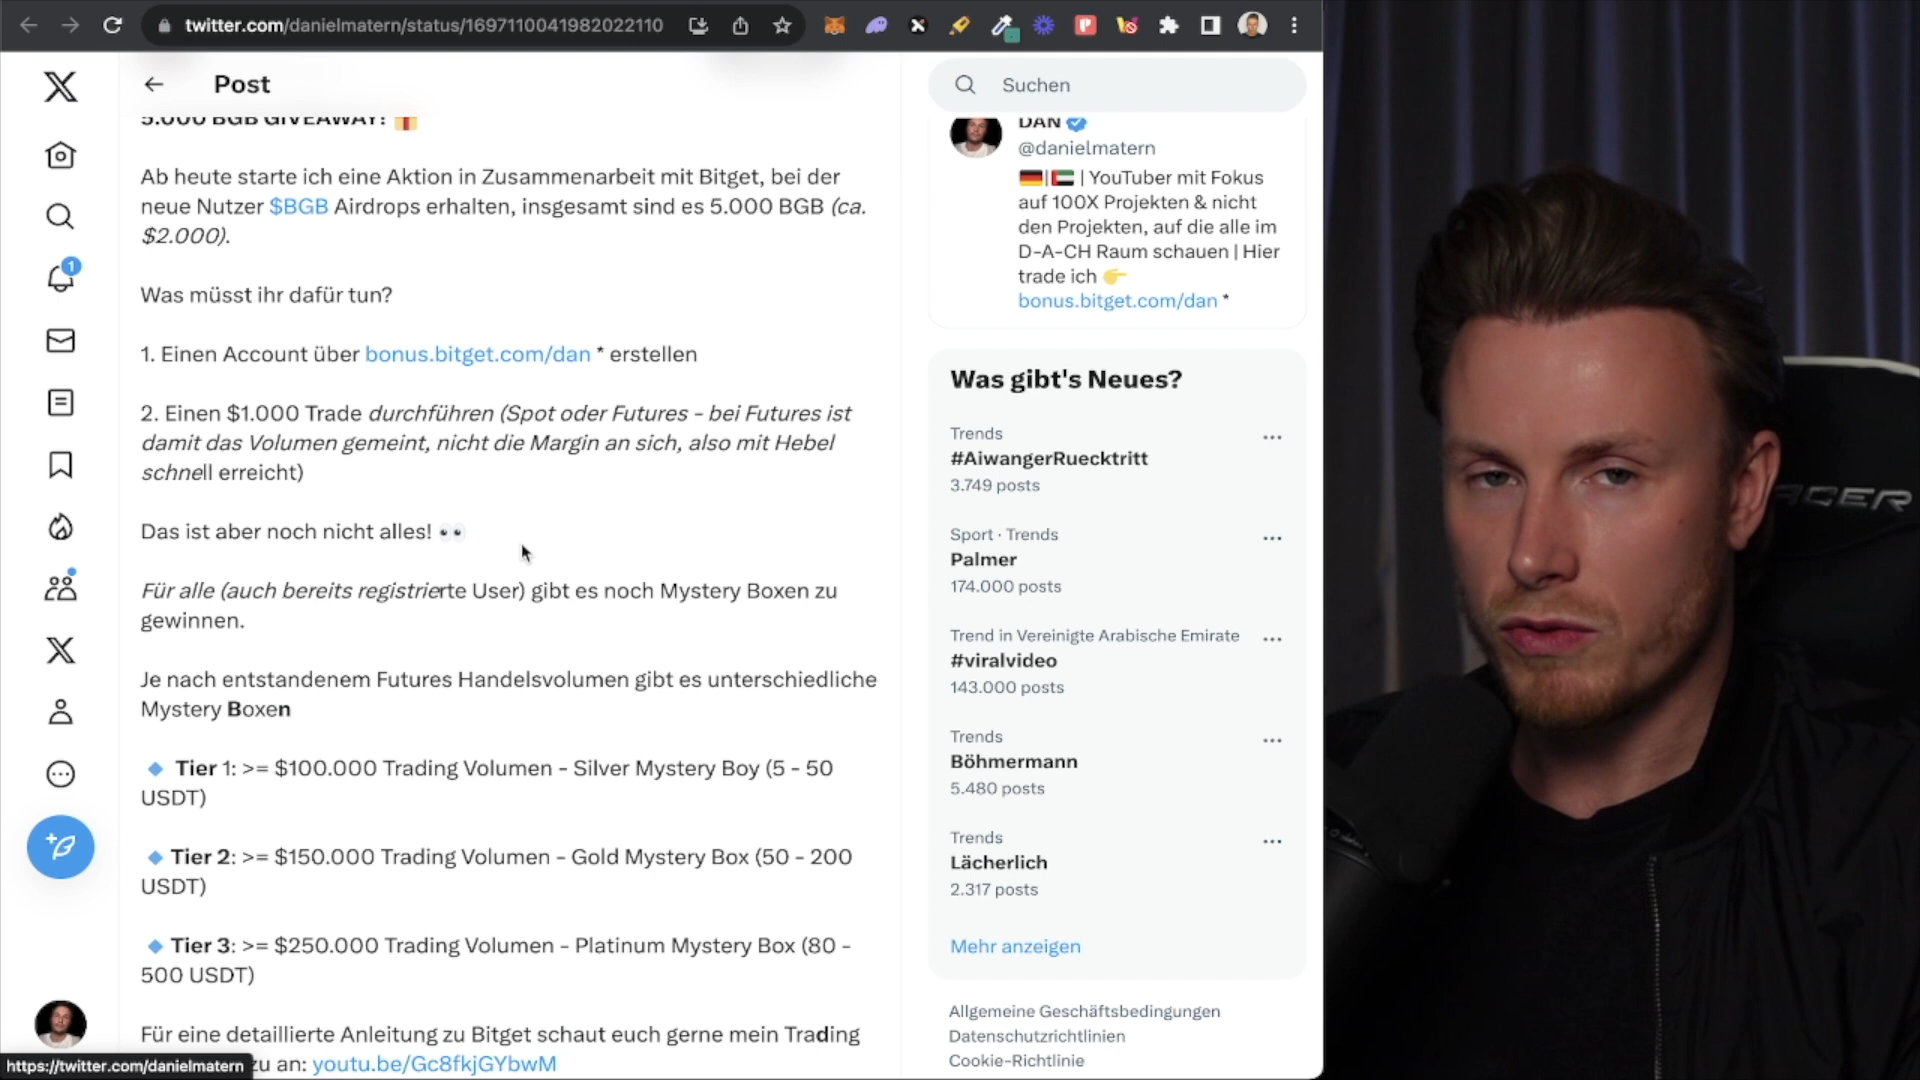 twitter.com/danielmatern/status/1697110041982022110
Post
5.000 BGB GIVEAWAY!
Ab heute starte ich eine Aktion in Zusammenarbeit mit Bitget, bei der
neue Nutzer $BGB Airdrops erhalten, insgesamt sind es 5.000 BGB (ca.
$2.000).
Was müsst ihr dafür tun?
1. Einen Account über bonus.bitget.com/dan * erstellen
2. Einen $1.000 Trade durchführen (Spot oder Futures - bei Futures ist
damit das Volumen gemeint, nicht die Margin an sich, also mit Hebel
schnell erreicht)
Das ist aber noch nicht alles! 👀
Für alle (auch bereits registrierte User) gibt es noch Mystery Boxen zu
gewinnen.
Je nach entstandenem Futures Handelsvolumen gibt es unterschiedliche
Mystery Boxen
🔹 Tier 1: >= $100.000 Trading Volumen - Silver Mystery Boy (5 - 50
USDT)
🔹 Tier 2: >= $150.000 Trading Volumen - Gold Mystery Box (50 - 200
USDT)
🔹 Tier 3: >= $250.000 Trading Volumen - Platinum Mystery Box (80 -
500 USDT)
Für eine detaillierte Anleitung zu Bitget schaut euch gerne mein Trading
zu an: youtu.be/Gc8fkjGYbwM
https://twitter.com/danielmatern
1
Suchen
DAN
@danielmatern
🇩🇪|🇦🇪 | YouTuber mit Fokus
auf 100X Projekten & nicht
den Projekten, auf die alle im
D-A-CH Raum schauen | Hier
trade ich 👉
bonus.bitget.com/dan *
Was gibt's Neues?
Trends
#AiwangerRuecktritt
3.749 posts
Sport · Trends
Palmer
174.000 posts
Trend in Vereinigte Arabische Emirate
#viralvideo
143.000 posts
Trends
Böhmermann
5.480 posts
Trends
Lächerlich
2.317 posts
Mehr anzeigen
Allgemeine Geschäftsbedingungen
Datenschutzrichtlinien
Cookie-Richtlinie